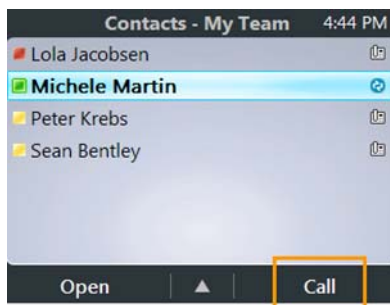 Contacts - My Team 4:44 PM
Lola Jacobsen
Michele Martin
Peter Krebs
Sean Bentley
Open Call